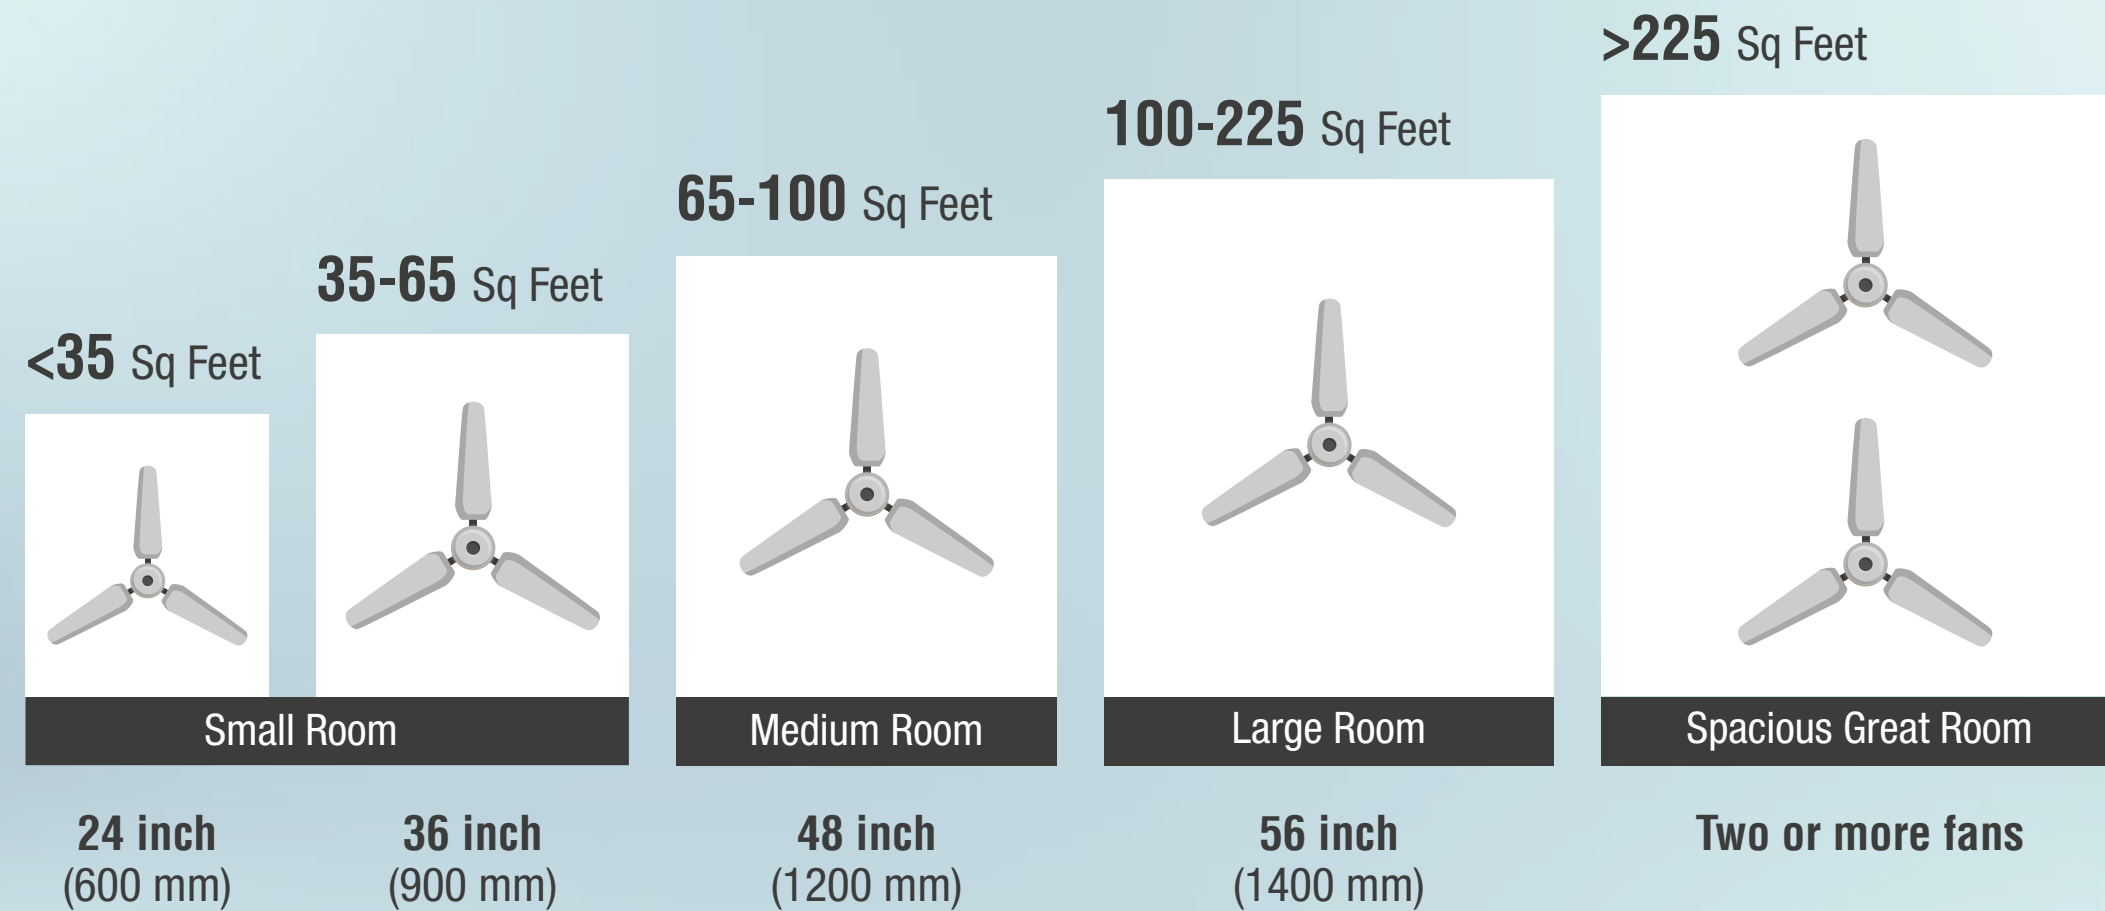 <35 Sq Feet
35-65 Sq Feet
65-100 Sq Feet
100-225 Sq Feet
>225 Sq Feet
Small Room
Medium Room
Large Room
Spacious Great Room
24 inch
(600 mm)
36 inch
(900 mm)
48 inch
(1200 mm)
56 inch
(1400 mm)
Two or more fans